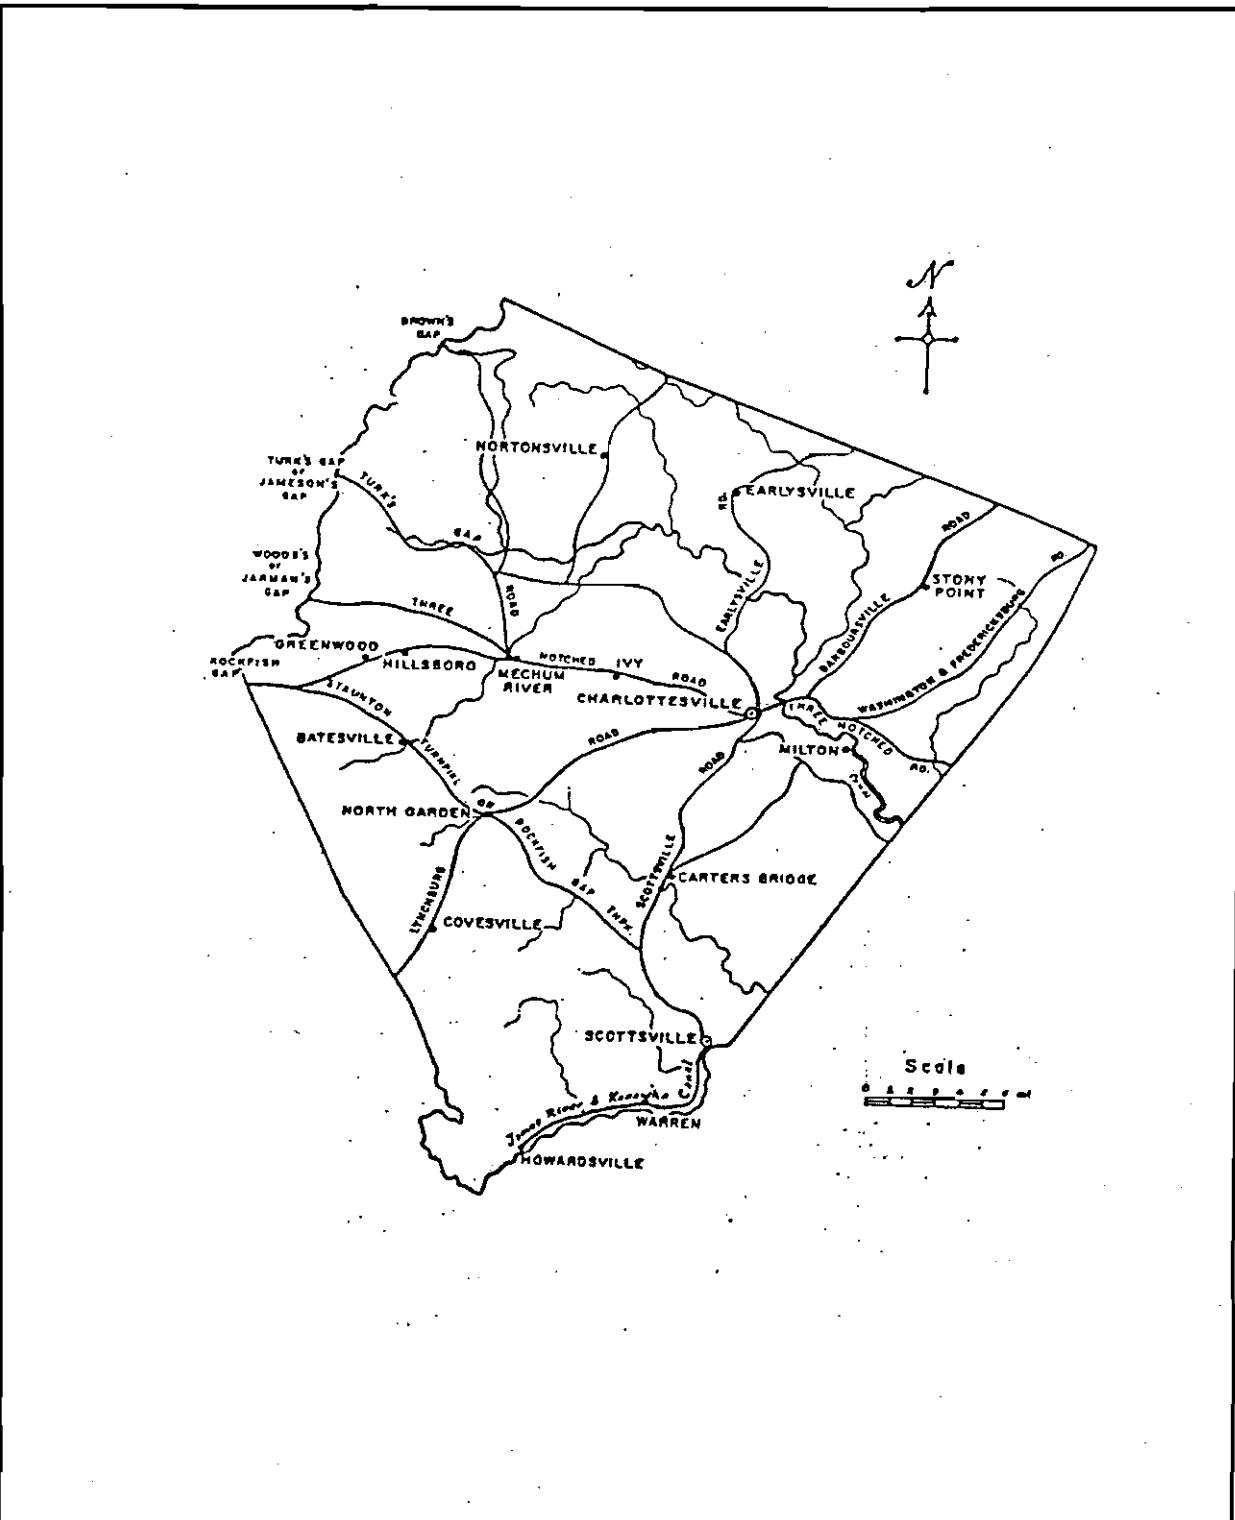 N
BROWN'S
GAP
NORTONSVILLE
TURK'S GAP
or
JAMESON'S
GAP
TURK'S
GAP
ROAD
RD.
EARLYSVILLE
EARLYSVILLE
ROAD
BARBOURSVILLE
RD.
STONY
POINT
WASHINGTON & FREDERICKSBURG
WOODS'S
or
JARMAN'S
GAP
THREE
NOTCHED
ROAD
GREENWOOD
HILLSBORO
MECHUM
RIVER
IVY
ROCKFISH
GAP
STAUNTON
TURNPIKE
OR
ROCKFISH
GAP
TNPK.
CHARLOTTESVILLE
THREE
NOTCHED
RD.
BATESVILLE
ROAD
ROAD
MILTON
NORTH GARDEN
SCOTTSVILLE
CARTERS BRIDGE
LYNCHBURG
COVESVILLE
SCOTTSVILLE
Scale
James River & Kanawha Canal
WARREN
HOWARDSVILLE